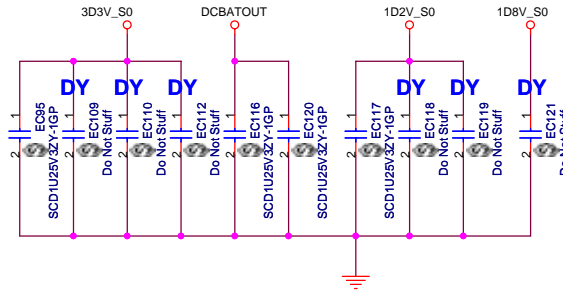 3D3V_S0
DCBATOUT
1D2V_S0
1D8V_S0
DY
DY
DY
DY
DY
DY
1
2
EC95
SCD1U25V3ZY-1GP
1
2
EC109
Do Not Stuff
1
2
EC110
Do Not Stuff
1
2
EC112
Do Not Stuff
1
2
EC116
SCD1U25V3ZY-1GP
1
2
EC120
SCD1U25V3ZY-1GP
1
2
EC117
SCD1U25V3ZY-1GP
1
2
EC118
Do Not Stuff
1
2
EC119
Do Not Stuff
1
2
EC121
Do Not Stuff